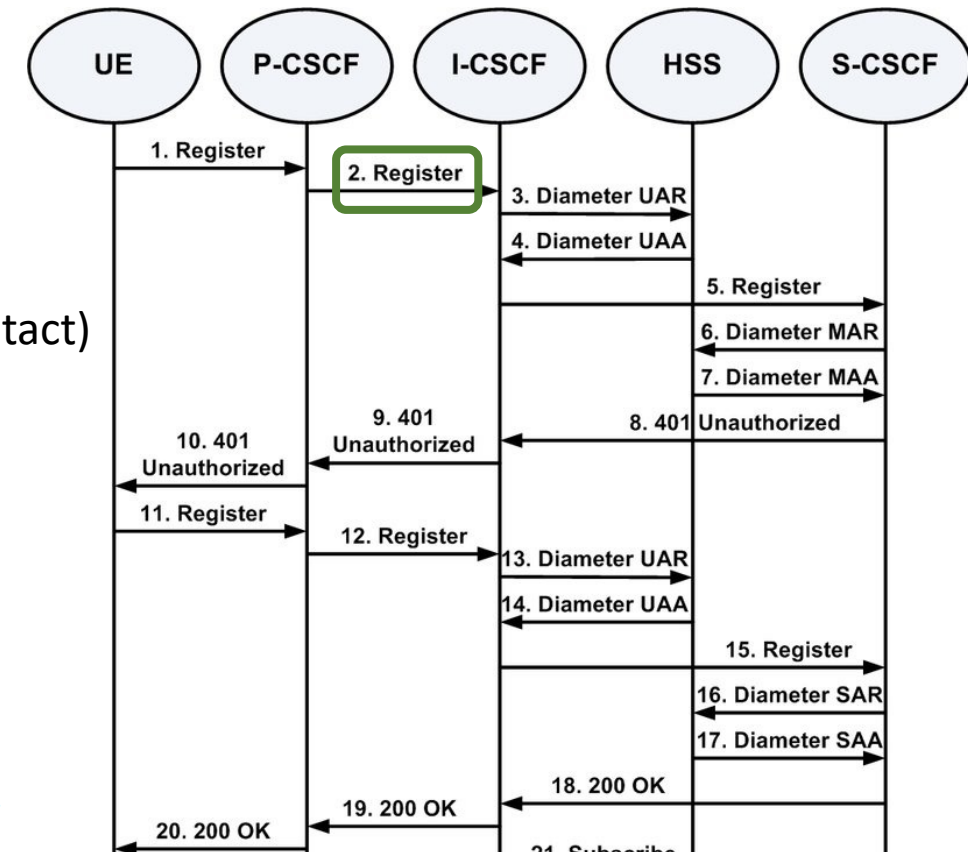 UE
P-CSCF
I-CSCF
HSS
S-CSCF
1. Register
2. Register
3. Diameter UAR
4. Diameter UAA
5. Register
tact)
6. Diameter MAR
7. Diameter MAA
8. 401 Unauthorized
9. 401
Unauthorized
10. 401
Unauthorized
11. Register
12. Register
13. Diameter UAR
14. Diameter UAA
15. Register
16. Diameter SAR
17. Diameter SAA
18. 200 OK
19. 200 OK
20. 200 OK
21. Subscribe